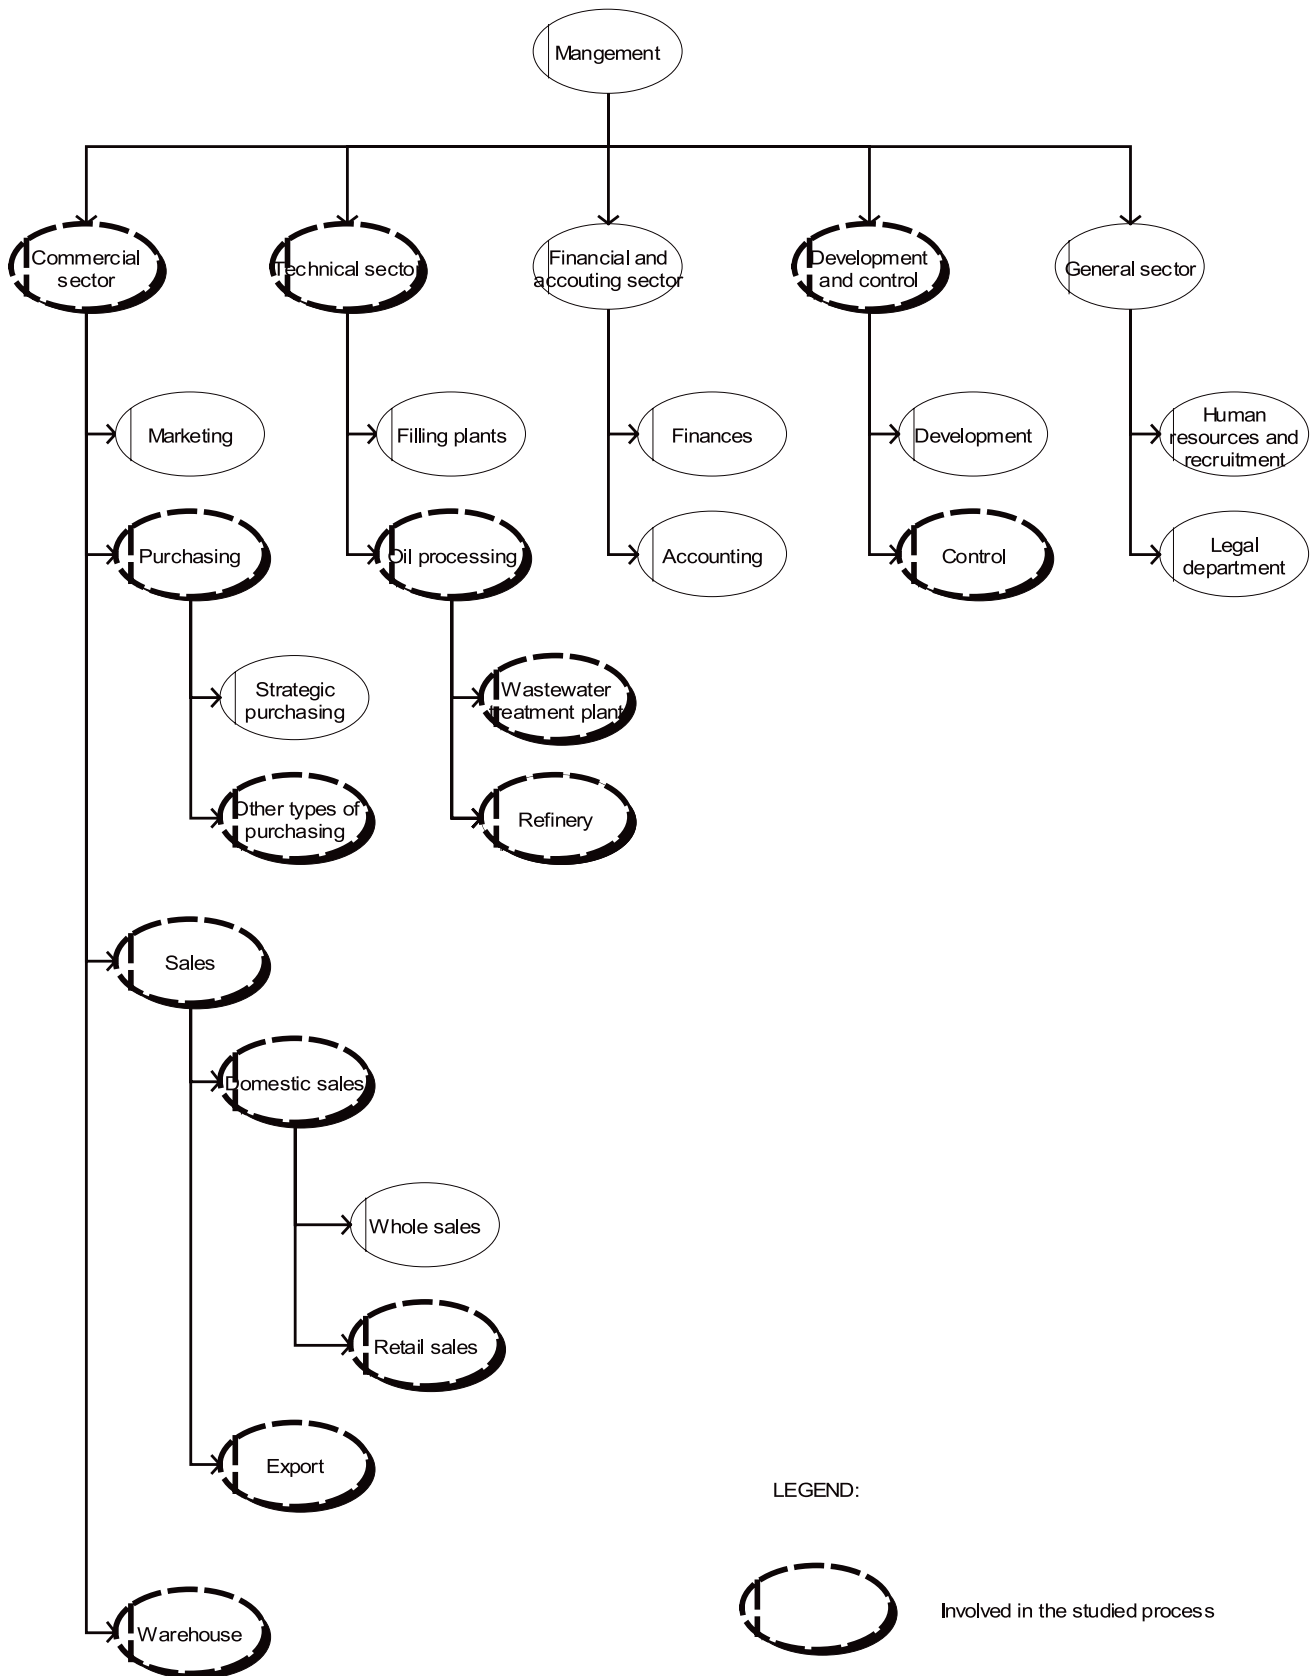 Mangement
Commercial
sector
Technical sector
Financial and
accouting sector
Development
and control
General sector
Marketing
Filling plants
Finances
Development
Human
resources and
recruitment
Purchasing
Oil processing
Accounting
Control
Legal
department
Strategic
purchasing
Wastewater
treatment plant
Other types of
purchasing
Refinery
Sales
Domestic sales
Whole sales
Retail sales
Export
LEGEND:
Involved in the studied process
Warehouse